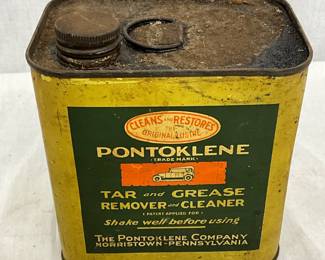 CLEANS AND RESTORES
THE
ORIGINAL LUSTRE
PONTOKLENE
TRADE MARK
TAR and GREASE
REMOVER and CLEANER
(PATENT APPLIED FOR)
Shake well before using
THE PONTOKLENE COMPANY
NORRISTOWN-PENNSYLVANIA